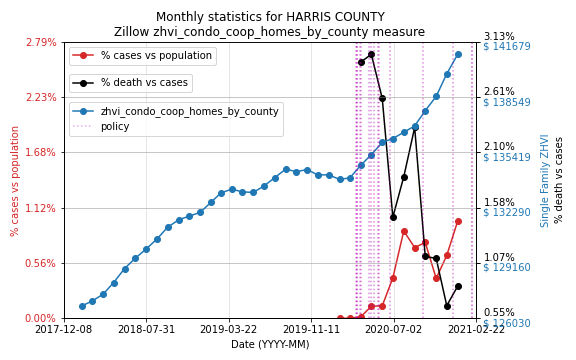 Monthly statistics for HARRIS COUNTY
Zillow zhvi_condo_coop_homes_by_county measure
% cases vs population
% death vs cases
zhvi_condo_coop_homes_by_county
policy
2.79%
2.23%
1.68%
1.12%
0.56%
0.00%
% cases vs population
3.13%
$ 141679
2.61%
$ 138549
2.10%
$ 135419
1.58%
$ 132290
1.07%
$ 129160
0.55%
$ 126030
Single Family ZHVI
% death vs cases
2017-12-08
2018-07-31
2019-03-22
2019-11-11
2020-07-02
2021-02-22
Date (YYYY-MM)